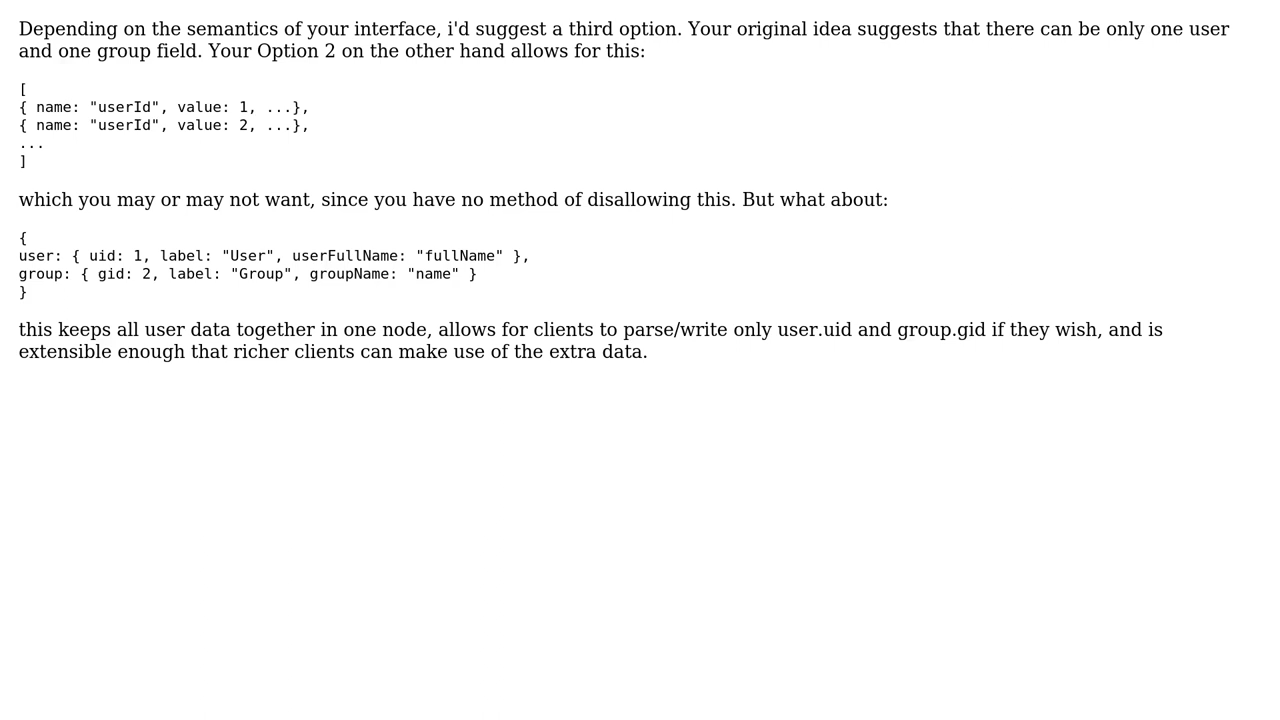 Depending on the semantics of your interface, i'd suggest a third option. Your original idea suggests that there can be only one user
and one group field. Your Option 2 on the other hand allows for this:
[
{ name: "userId", value: 1, ...},
{ name: "userId", value: 2, ...},
...
]
which you may or may not want, since you have no method of disallowing this. But what about:
{
user: { uid: 1, label: "User", userFullName: "fullName" },
group: { gid: 2, label: "Group", groupName: "name" }
}
this keeps all user data together in one node, allows for clients to parse/write only user.uid and group.gid if they wish, and is
extensible enough that richer clients can make use of the extra data.